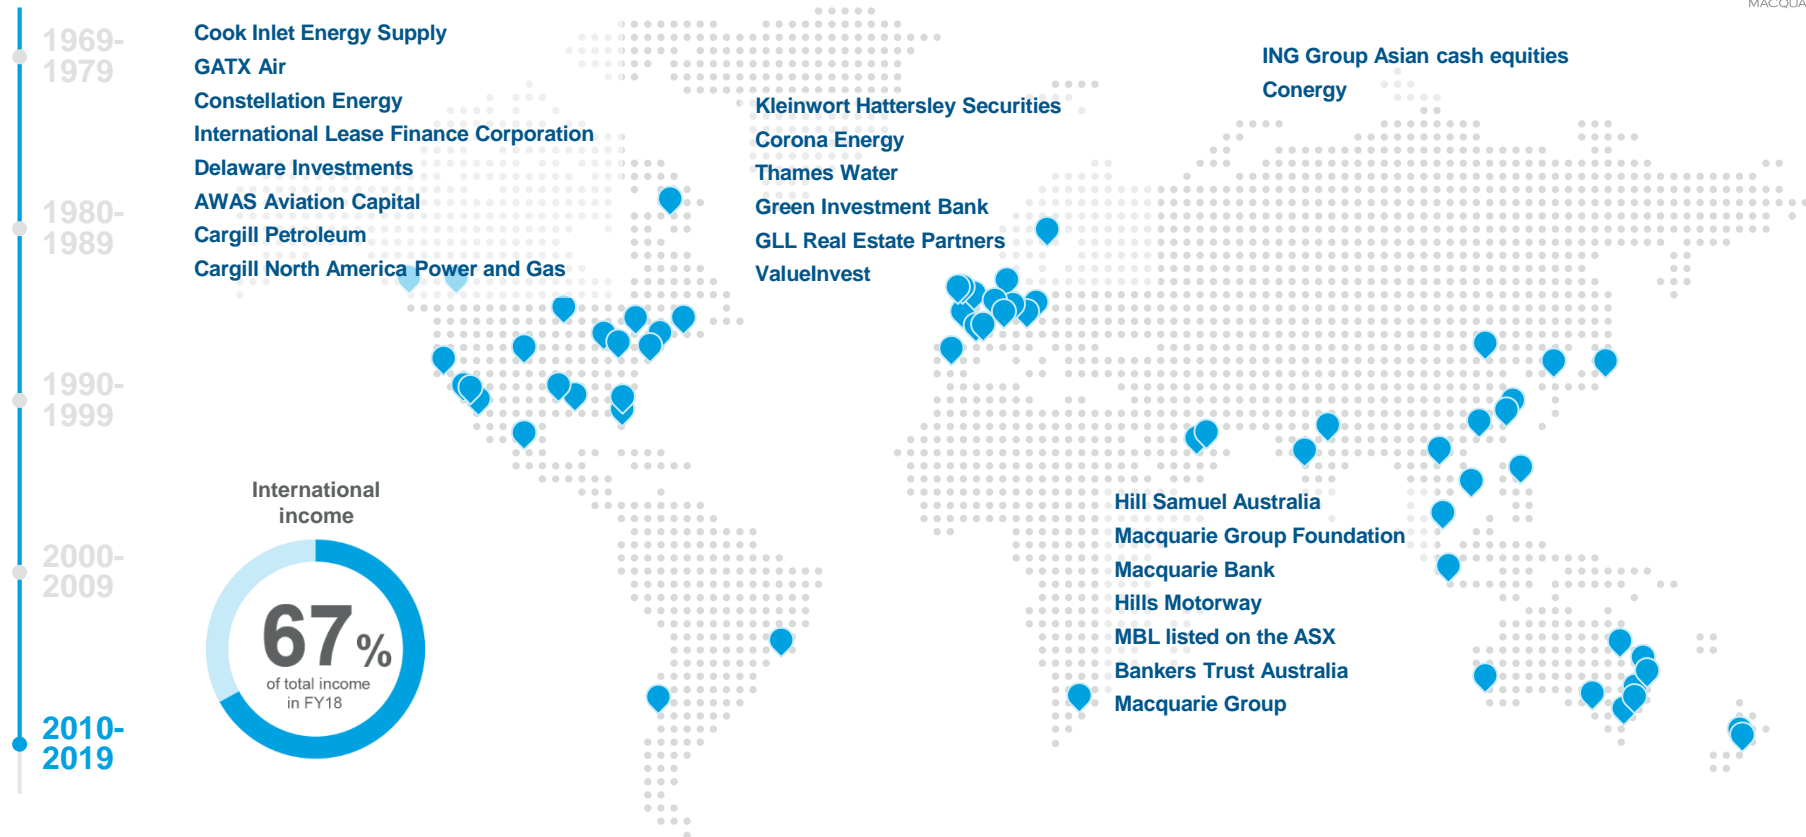 MACQUA
1969-
1979
1980-
1989
1990-
1999
2000-
2009
2010-
2019
Cook Inlet Energy Supply
GATX Air
Constellation Energy
International Lease Finance Corporation
Delaware Investments
AWAS Aviation Capital
Cargill Petroleum
Cargill North America Power and Gas
Kleinwort Hattersley Securities
Corona Energy
Thames Water
Green Investment Bank
GLL Real Estate Partners
ValueInvest
ING Group Asian cash equities
Conergy
Hill Samuel Australia
Macquarie Group Foundation
Macquarie Bank
Hills Motorway
MBL listed on the ASX
Bankers Trust Australia
Macquarie Group
International
income
67%
of total income
in FY18